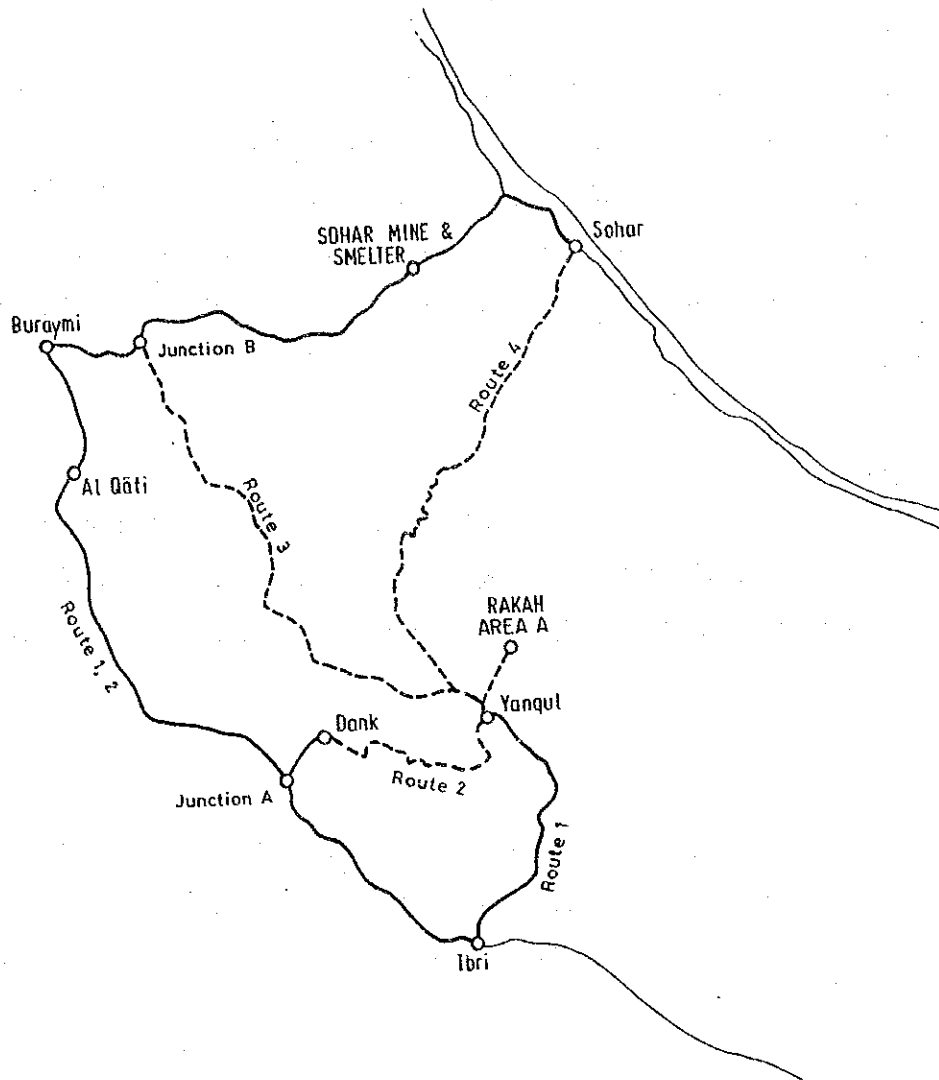 Sohar
SOHAR MINE &
SMELTER
Buraymi
Junction B
Route 4
Al Qāti
Route 3
RAKAH
AREA A
Route 1, 2
Yanqul
Dank
Route 2
Junction A
Route 1
Ibri